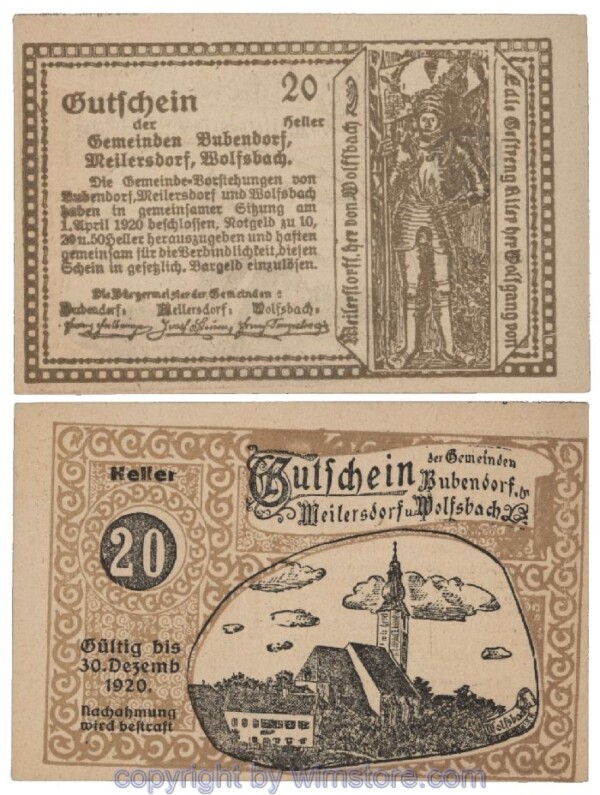 Gutschein
20
Heller
der
Gemeinden Bubendorf,
Meilersdorf, Wolfsbach.
Die Gemeinde-Vorstehungen von
Bubendorf, Meilersdorf und Wolfsbach
haben in gemeinsamer Sitzung am
1. April 1920 beschlossen, Notgeld zu 10,
20 u. 50 Heller herauszugeben und haften
gemeinsam für die Verbindlichkeit, diesen
Schein in gesetzlich. Bargeld einzulösen.
Die Bürgermeister der Gemeinden:
Bubendorf: Meilersdorf: Wolfsbach:
Josef
Meilerstorff, her von Wolfsbach
Edle Gestreng Ritter her Wolfgang von
Heller
20
Gültig bis
30. Dezemb
1920.
Nachahmung
wird bestraft
Gutschein der Gemeinden
Bubendorf,
Meilersdorf u Wolfsbach
Wolfsbach
copyright by wimstore.com